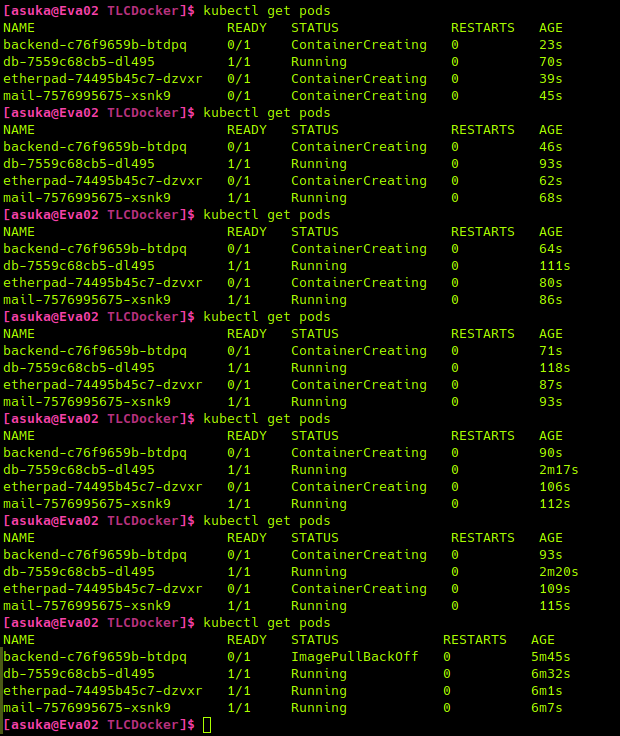 [asuka@Eva02 TLCDocker]$ kubectl get pods
NAME READY STATUS RESTARTS AGE
backend-c76f9659b-btdpq 0/1 ContainerCreating 0 23s
db-7559c68cb5-dl495 1/1 Running 0 70s
etherpad-74495b45c7-dzvxr 0/1 ContainerCreating 0 39s
mail-7576995675-xsnk9 0/1 ContainerCreating 0 45s
[asuka@Eva02 TLCDocker]$ kubectl get pods
NAME READY STATUS RESTARTS AGE
backend-c76f9659b-btdpq 0/1 ContainerCreating 0 46s
db-7559c68cb5-dl495 1/1 Running 0 93s
etherpad-74495b45c7-dzvxr 0/1 ContainerCreating 0 62s
mail-7576995675-xsnk9 1/1 Running 0 68s
[asuka@Eva02 TLCDocker]$ kubectl get pods
NAME READY STATUS RESTARTS AGE
backend-c76f9659b-btdpq 0/1 ContainerCreating 0 64s
db-7559c68cb5-dl495 1/1 Running 0 111s
etherpad-74495b45c7-dzvxr 0/1 ContainerCreating 0 80s
mail-7576995675-xsnk9 1/1 Running 0 86s
[asuka@Eva02 TLCDocker]$ kubectl get pods
NAME READY STATUS RESTARTS AGE
backend-c76f9659b-btdpq 0/1 ContainerCreating 0 71s
db-7559c68cb5-dl495 1/1 Running 0 118s
etherpad-74495b45c7-dzvxr 0/1 ContainerCreating 0 87s
mail-7576995675-xsnk9 1/1 Running 0 93s
[asuka@Eva02 TLCDocker]$ kubectl get pods
NAME READY STATUS RESTARTS AGE
backend-c76f9659b-btdpq 0/1 ContainerCreating 0 90s
db-7559c68cb5-dl495 1/1 Running 0 2m17s
etherpad-74495b45c7-dzvxr 0/1 ContainerCreating 0 106s
mail-7576995675-xsnk9 1/1 Running 0 112s
[asuka@Eva02 TLCDocker]$ kubectl get pods
NAME READY STATUS RESTARTS AGE
backend-c76f9659b-btdpq 0/1 ContainerCreating 0 93s
db-7559c68cb5-dl495 1/1 Running 0 2m20s
etherpad-74495b45c7-dzvxr 0/1 ContainerCreating 0 109s
mail-7576995675-xsnk9 1/1 Running 0 115s
[asuka@Eva02 TLCDocker]$ kubectl get pods
NAME READY STATUS RESTARTS AGE
backend-c76f9659b-btdpq 0/1 ImagePullBackOff 0 5m45s
db-7559c68cb5-dl495 1/1 Running 0 6m32s
etherpad-74495b45c7-dzvxr 1/1 Running 0 6m1s
mail-7576995675-xsnk9 1/1 Running 0 6m7s
[asuka@Eva02 TLCDocker]$